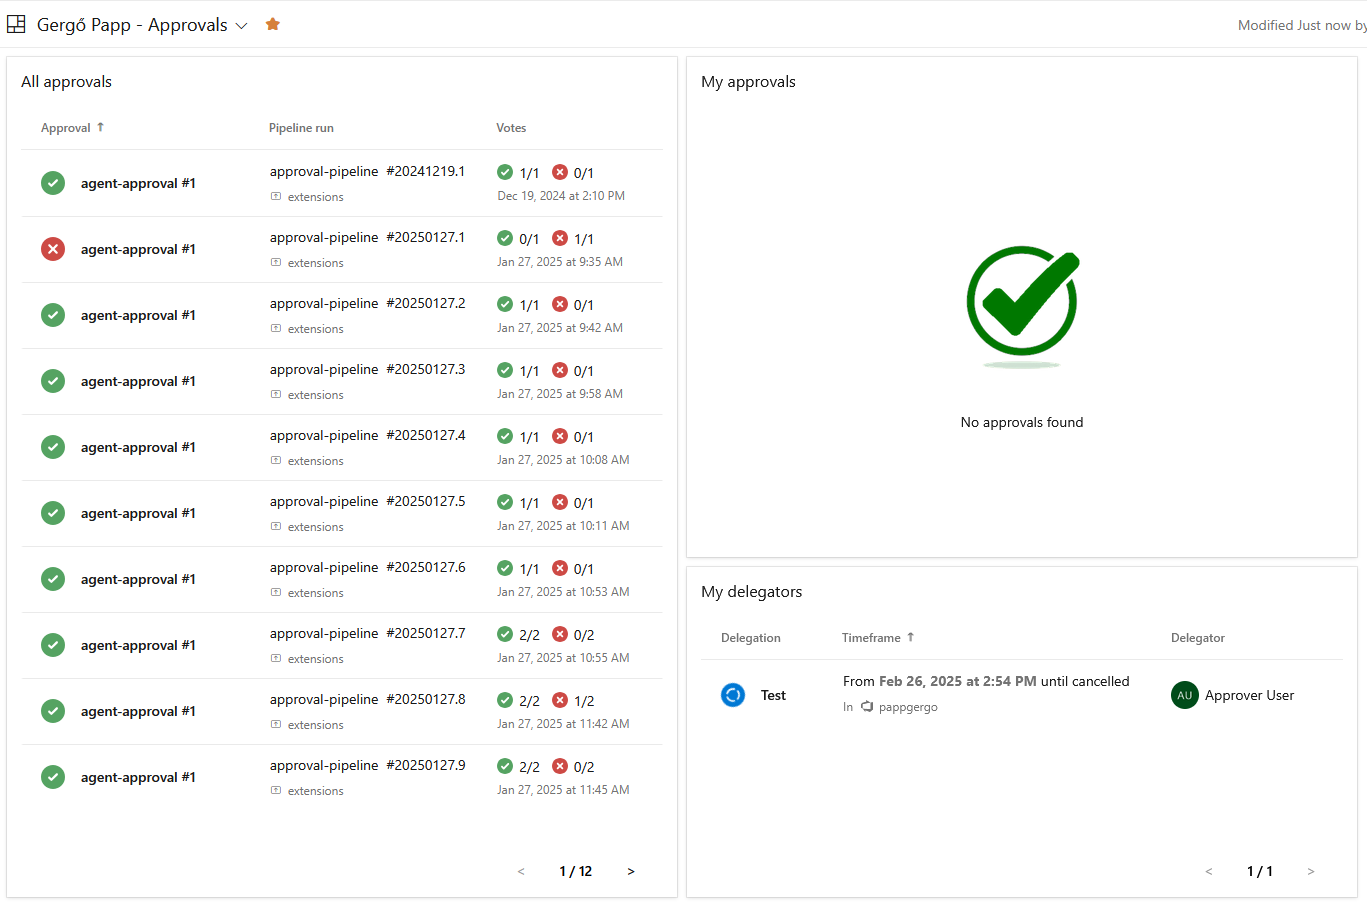 Gergő Papp - Approvals
Modified Just now by
All approvals
Approval ↑ Pipeline run Votes
agent-approval #1 approval-pipeline #20241219.1 1/1 0/1
extensions Dec 19, 2024 at 2:10 PM
agent-approval #1 approval-pipeline #20250127.1 0/1 1/1
extensions Jan 27, 2025 at 9:35 AM
agent-approval #1 approval-pipeline #20250127.2 1/1 0/1
extensions Jan 27, 2025 at 9:42 AM
agent-approval #1 approval-pipeline #20250127.3 1/1 0/1
extensions Jan 27, 2025 at 9:58 AM
agent-approval #1 approval-pipeline #20250127.4 1/1 0/1
extensions Jan 27, 2025 at 10:08 AM
agent-approval #1 approval-pipeline #20250127.5 1/1 0/1
extensions Jan 27, 2025 at 10:11 AM
agent-approval #1 approval-pipeline #20250127.6 1/1 0/1
extensions Jan 27, 2025 at 10:53 AM
agent-approval #1 approval-pipeline #20250127.7 2/2 0/2
extensions Jan 27, 2025 at 10:55 AM
agent-approval #1 approval-pipeline #20250127.8 2/2 1/2
extensions Jan 27, 2025 at 11:42 AM
agent-approval #1 approval-pipeline #20250127.9 2/2 0/2
extensions Jan 27, 2025 at 11:45 AM
< 1 / 12 >
My approvals
No approvals found
My delegators
Delegation Timeframe ↑ Delegator
Test From Feb 26, 2025 at 2:54 PM until cancelled AU Approver User
In pappgergo
< 1 / 1 >